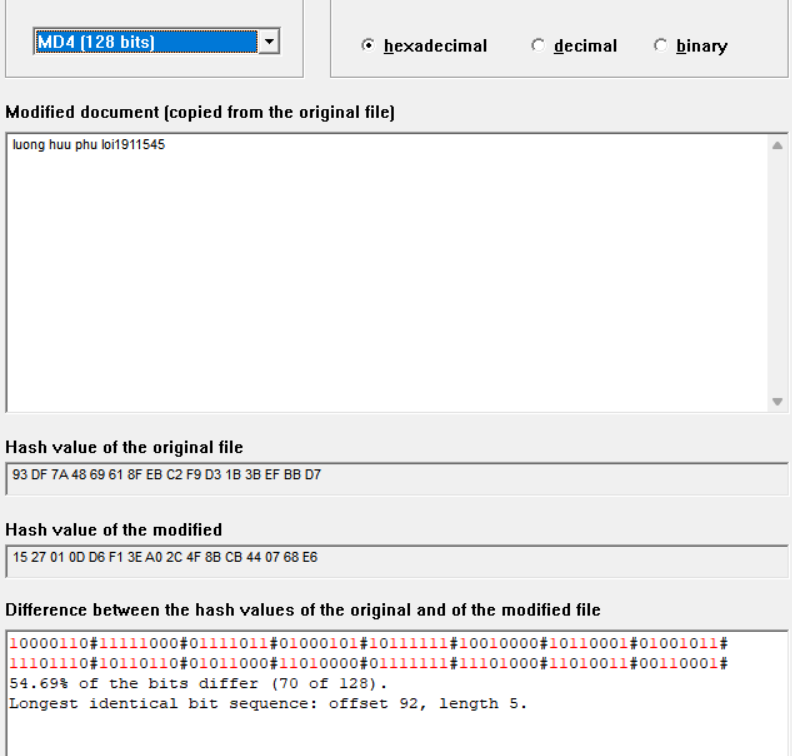 MD4 (128 bits)
hexadecimal decimal binary
Modified document (copied from the original file)
luong huu phu loi1911545
Hash value of the original file
93 DF 7A 48 69 61 8F EB C2 F9 D3 1B 3B EF BB D7
Hash value of the modified
15 27 01 0D D6 F1 3E A0 2C 4F 8B CB 44 07 68 E6
Difference between the hash values of the original and of the modified file
10000110#11111000#01111011#01000101#10111111#10010000#10110001#01001011#
11101110#10110110#01011000#11010000#01111111#11101000#11010011#00110001#
54.69% of the bits differ (70 of 128).
Longest identical bit sequence: offset 92, length 5.